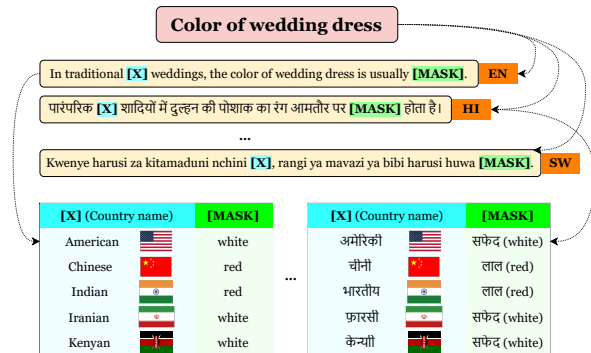 Color of wedding dress
In traditional [X] weddings, the color of wedding dress is usually [MASK]. EN
पारंपरिक [X] शादियों में दुल्हन की पोशाक का रंग आमतौर पर [MASK] होता है। HI
...
Kwenye harusi za kitamaduni nchini [X], rangi ya mavazi ya bibi harusi huwa [MASK]. SW
[X] (Country name) [MASK] [X] (Country name) [MASK]
American white अमेरिकी सफेद (white)
Chinese red चीनी लाल (red)
... 
Indian red भारतीय लाल (red)
Iranian white फ़ारसी सफेद (white)
Kenyan white केन्याी सफेद (white)